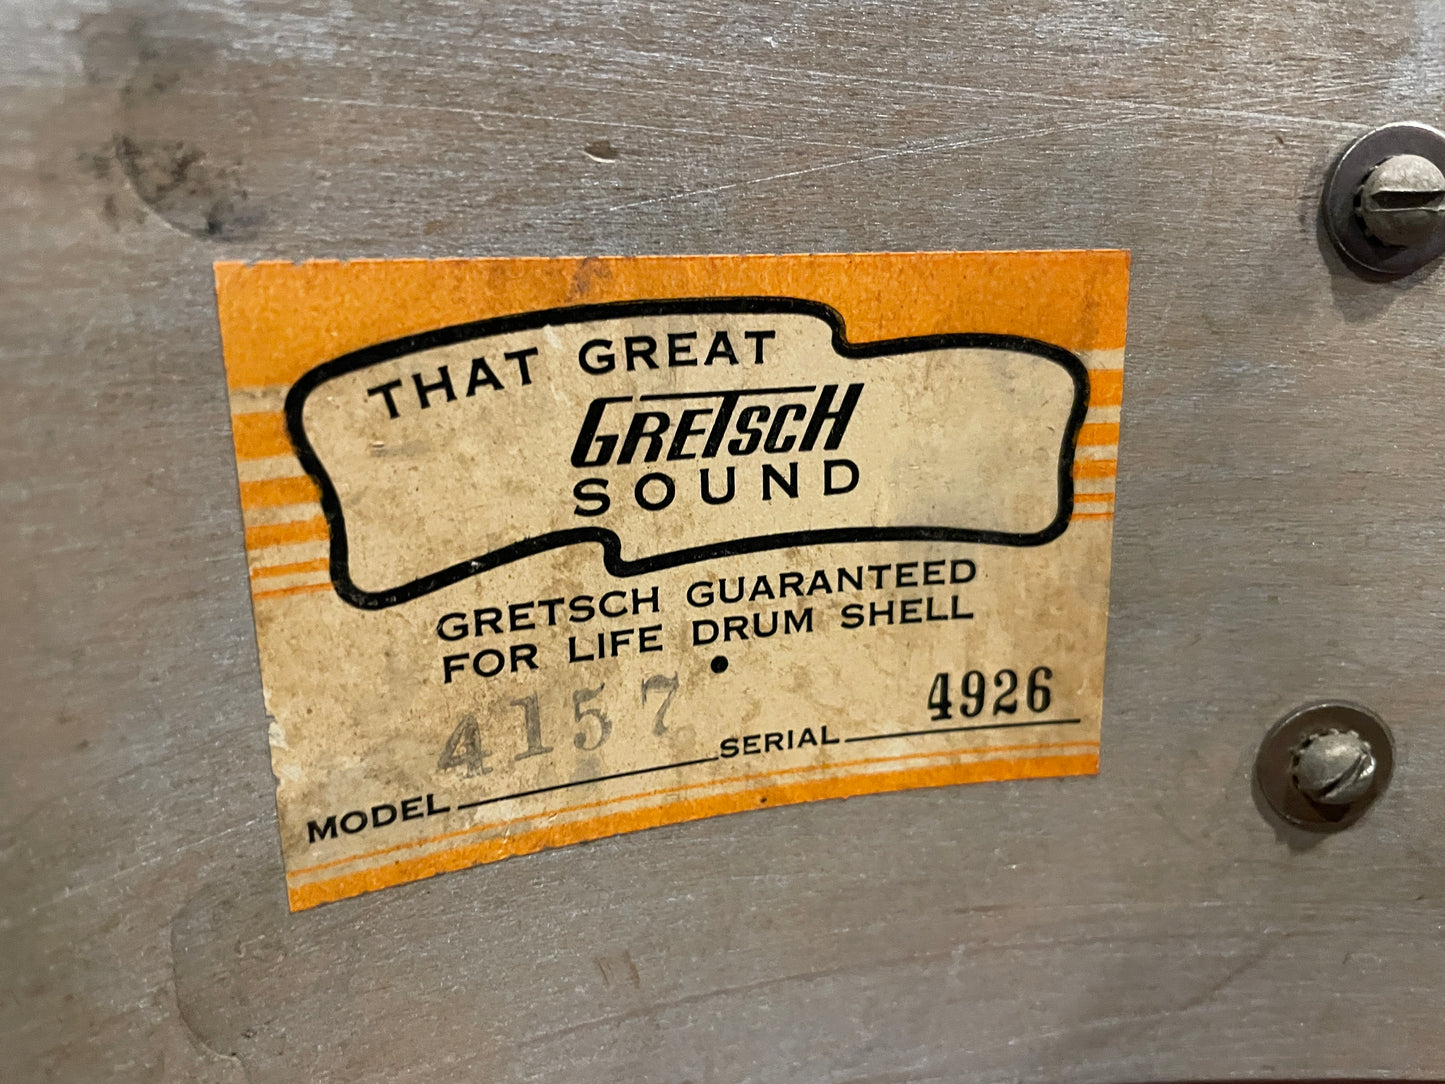 THAT GREAT
GRETSCH
SOUND
GRETSCH GUARANTEED
FOR LIFE DRUM SHELL
MODEL 4157 SERIAL 4926